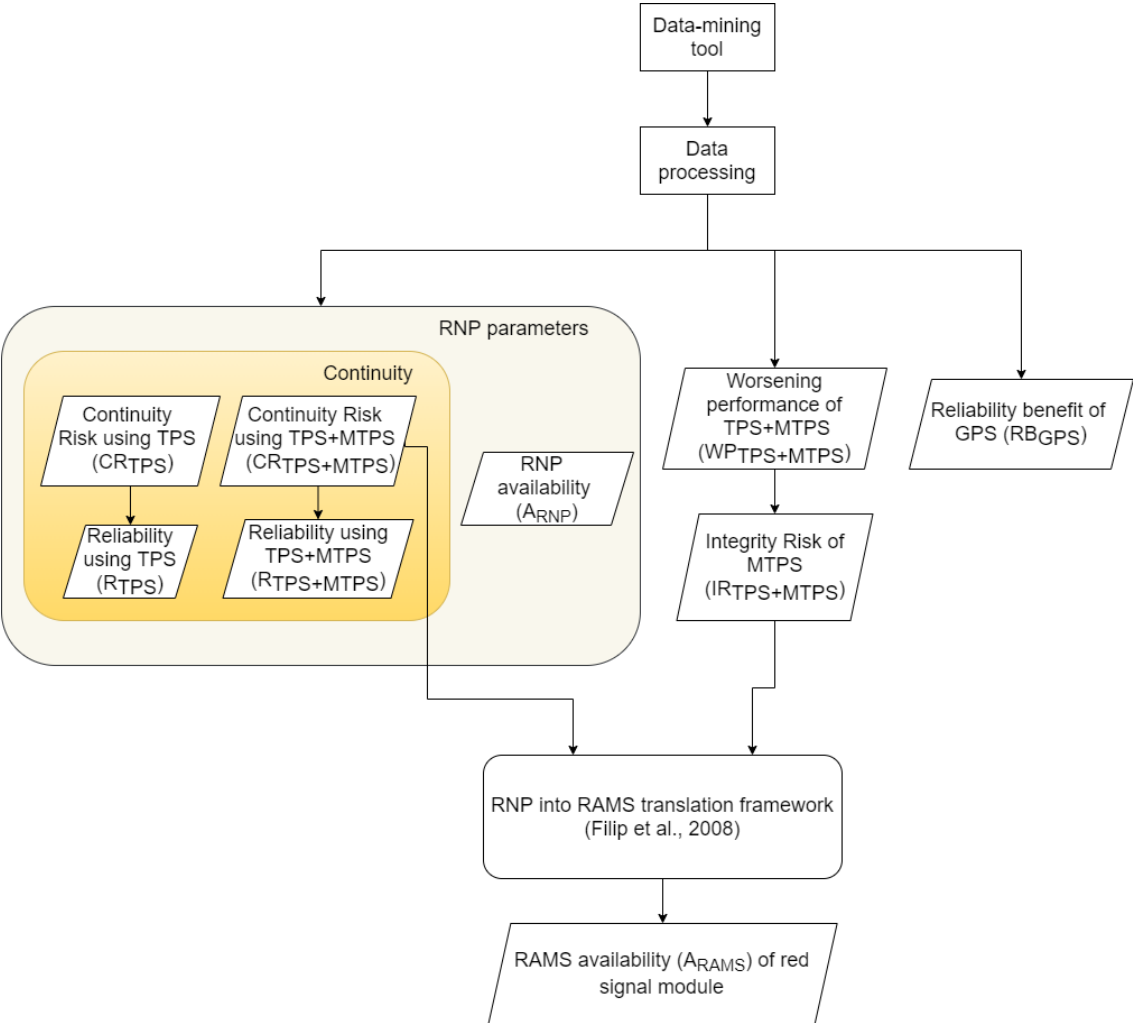 Data-mining
tool
Data
processing
RNP parameters
Continuity
Continuity
Risk using TPS
(CRTPS)
Continuity Risk
using TPS+MTPS
(CRTPS+MTPS)
Reliability
using TPS
(RTPS)
Reliability using
TPS+MTPS
(RTPS+MTPS)
RNP
availability
(ARNP)
Worsening
performance of
TPS+MTPS
(WPTPS+MTPS)
Integrity Risk of
MTPS
(IRTPS+MTPS)
Reliability benefit of
GPS (RBGPS)
RNP into RAMS translation framework
(Filip et al., 2008)
RAMS availability (ARAMS) of red
signal module